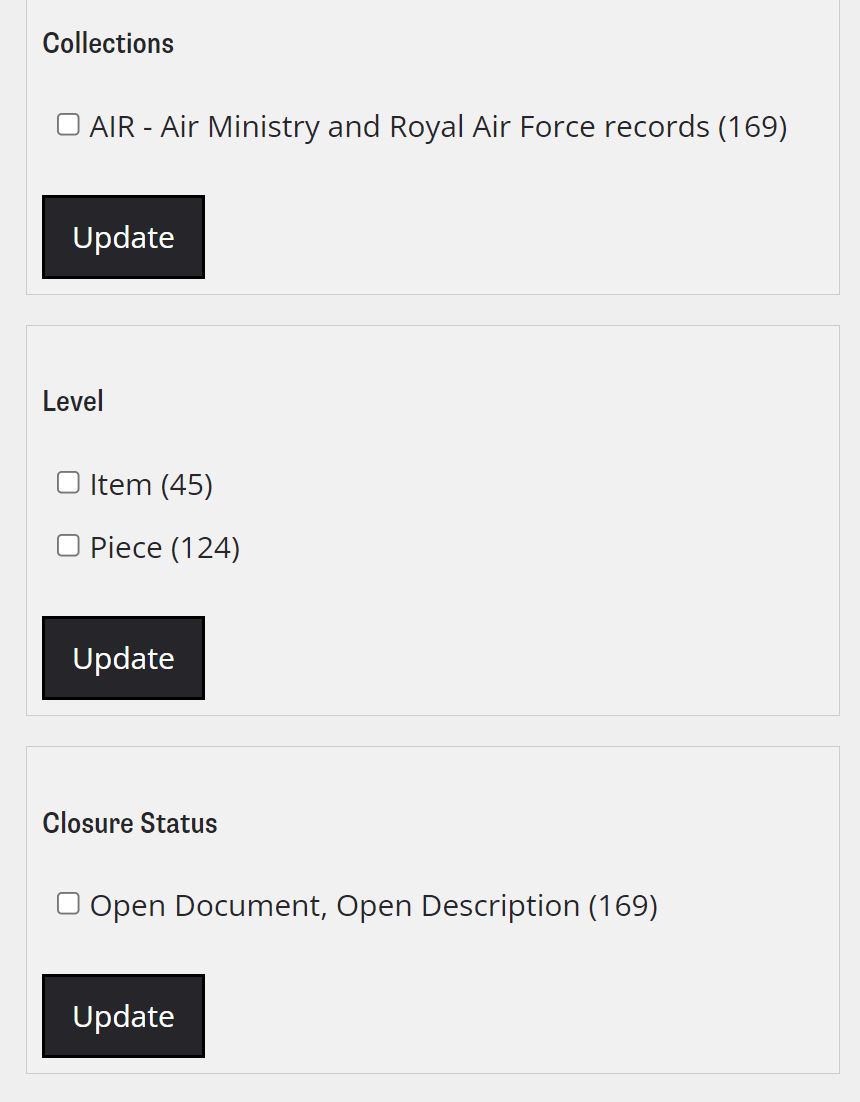 Collections
AIR - Air Ministry and Royal Air Force records (169)
Update
Level
Item (45)
Piece (124)
Update
Closure Status
Open Document, Open Description (169)
Update